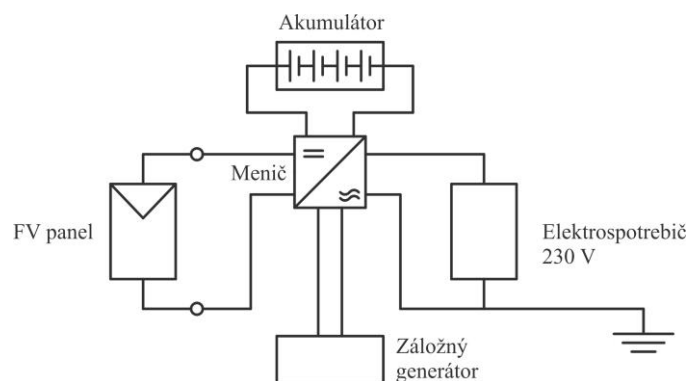 Akumulátor
Menič
FV panel
Elektrospotrebič
230 V
Záložný
generátor